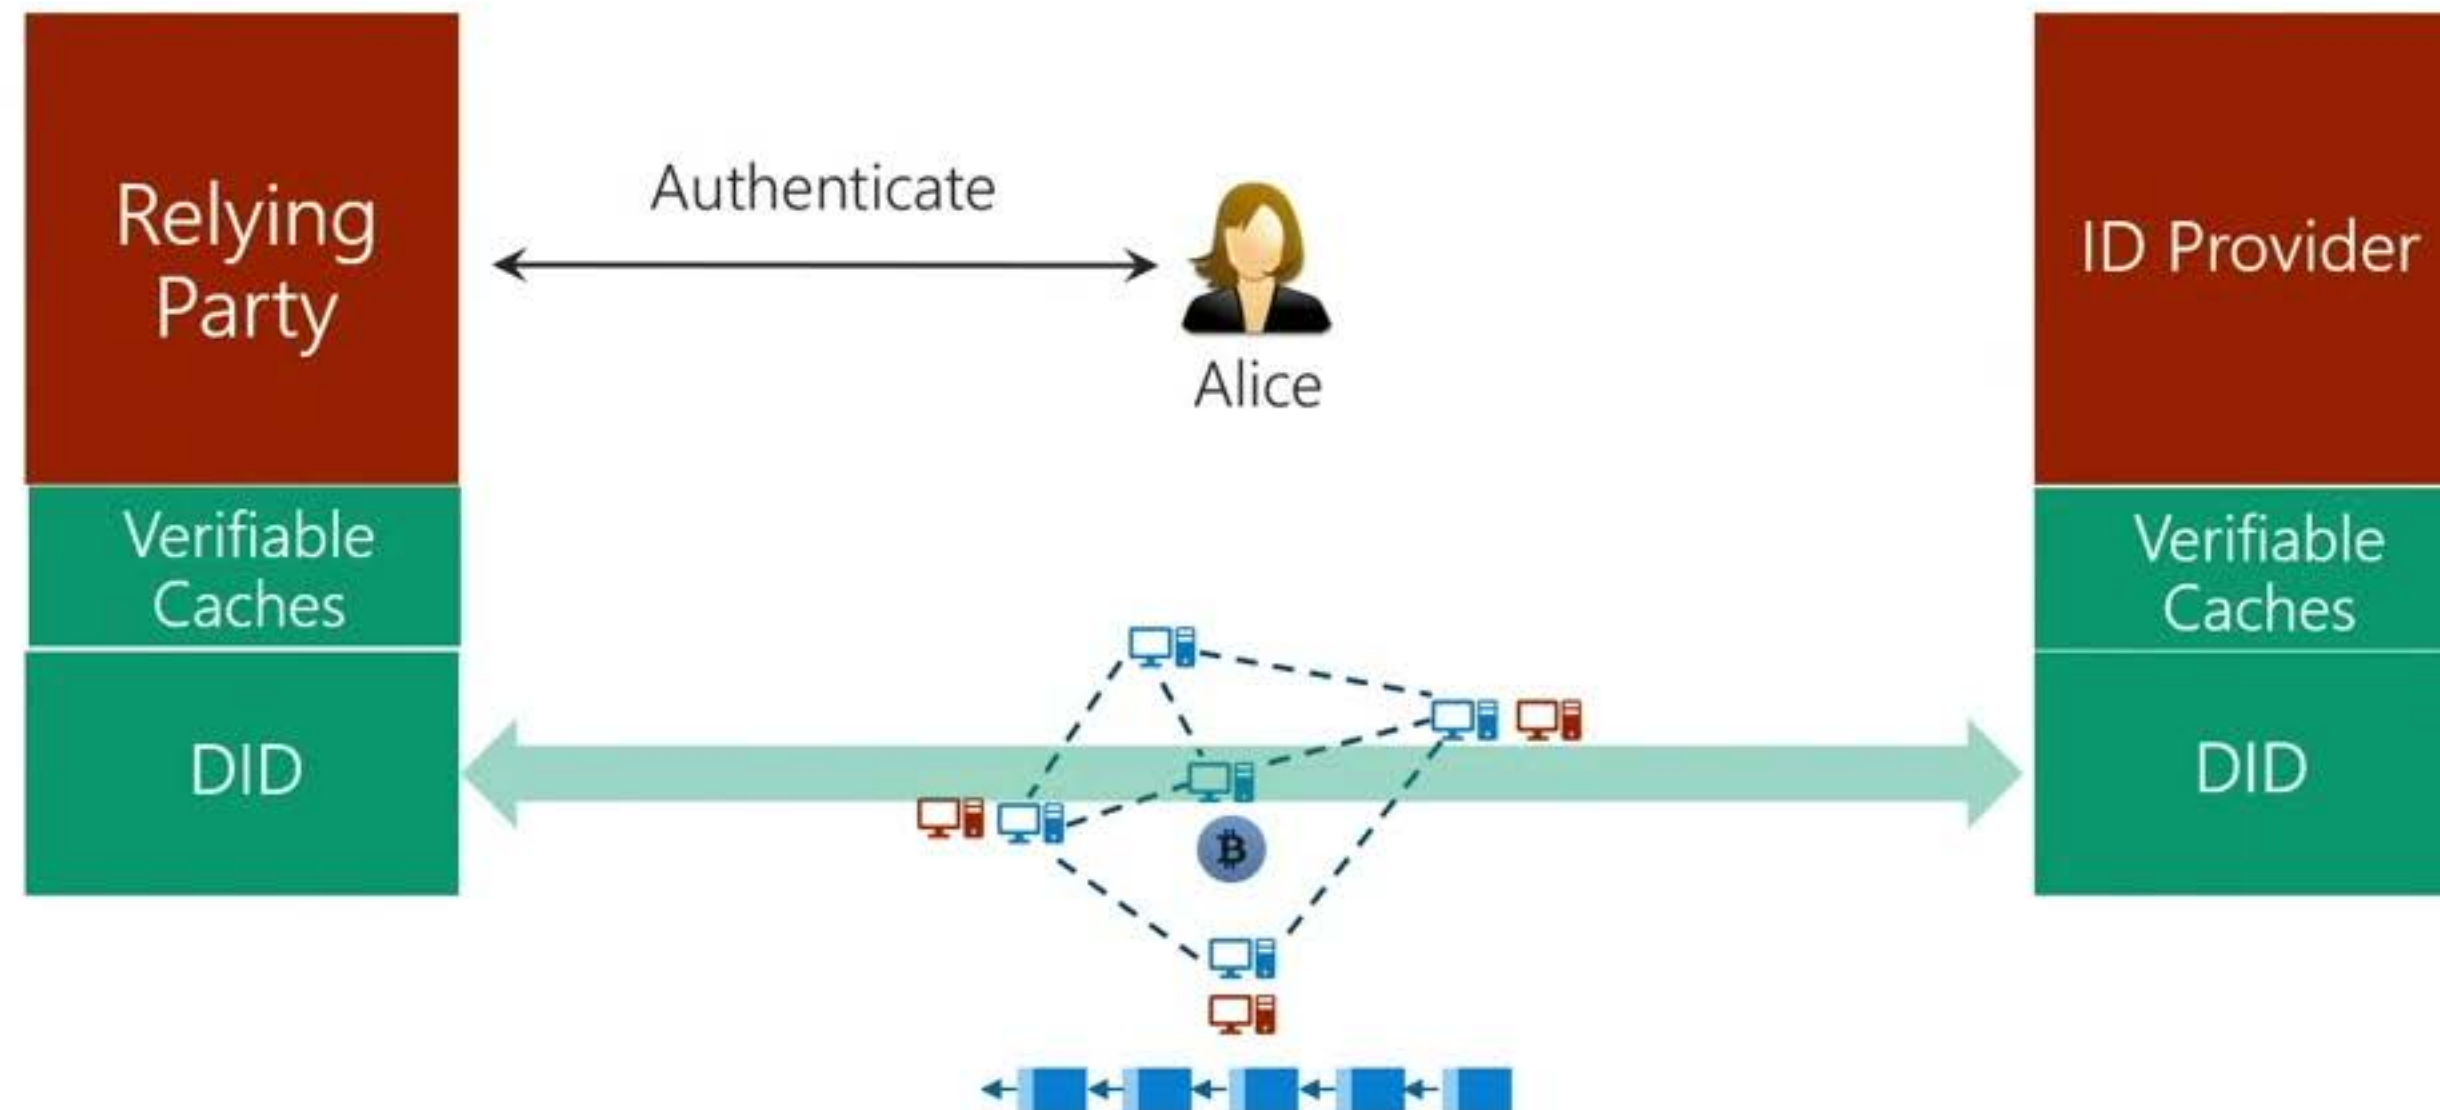 Relying
Party
Authenticate
Alice
ID Provider
Verifiable
Caches
Verifiable
Caches
DID
DID
₿